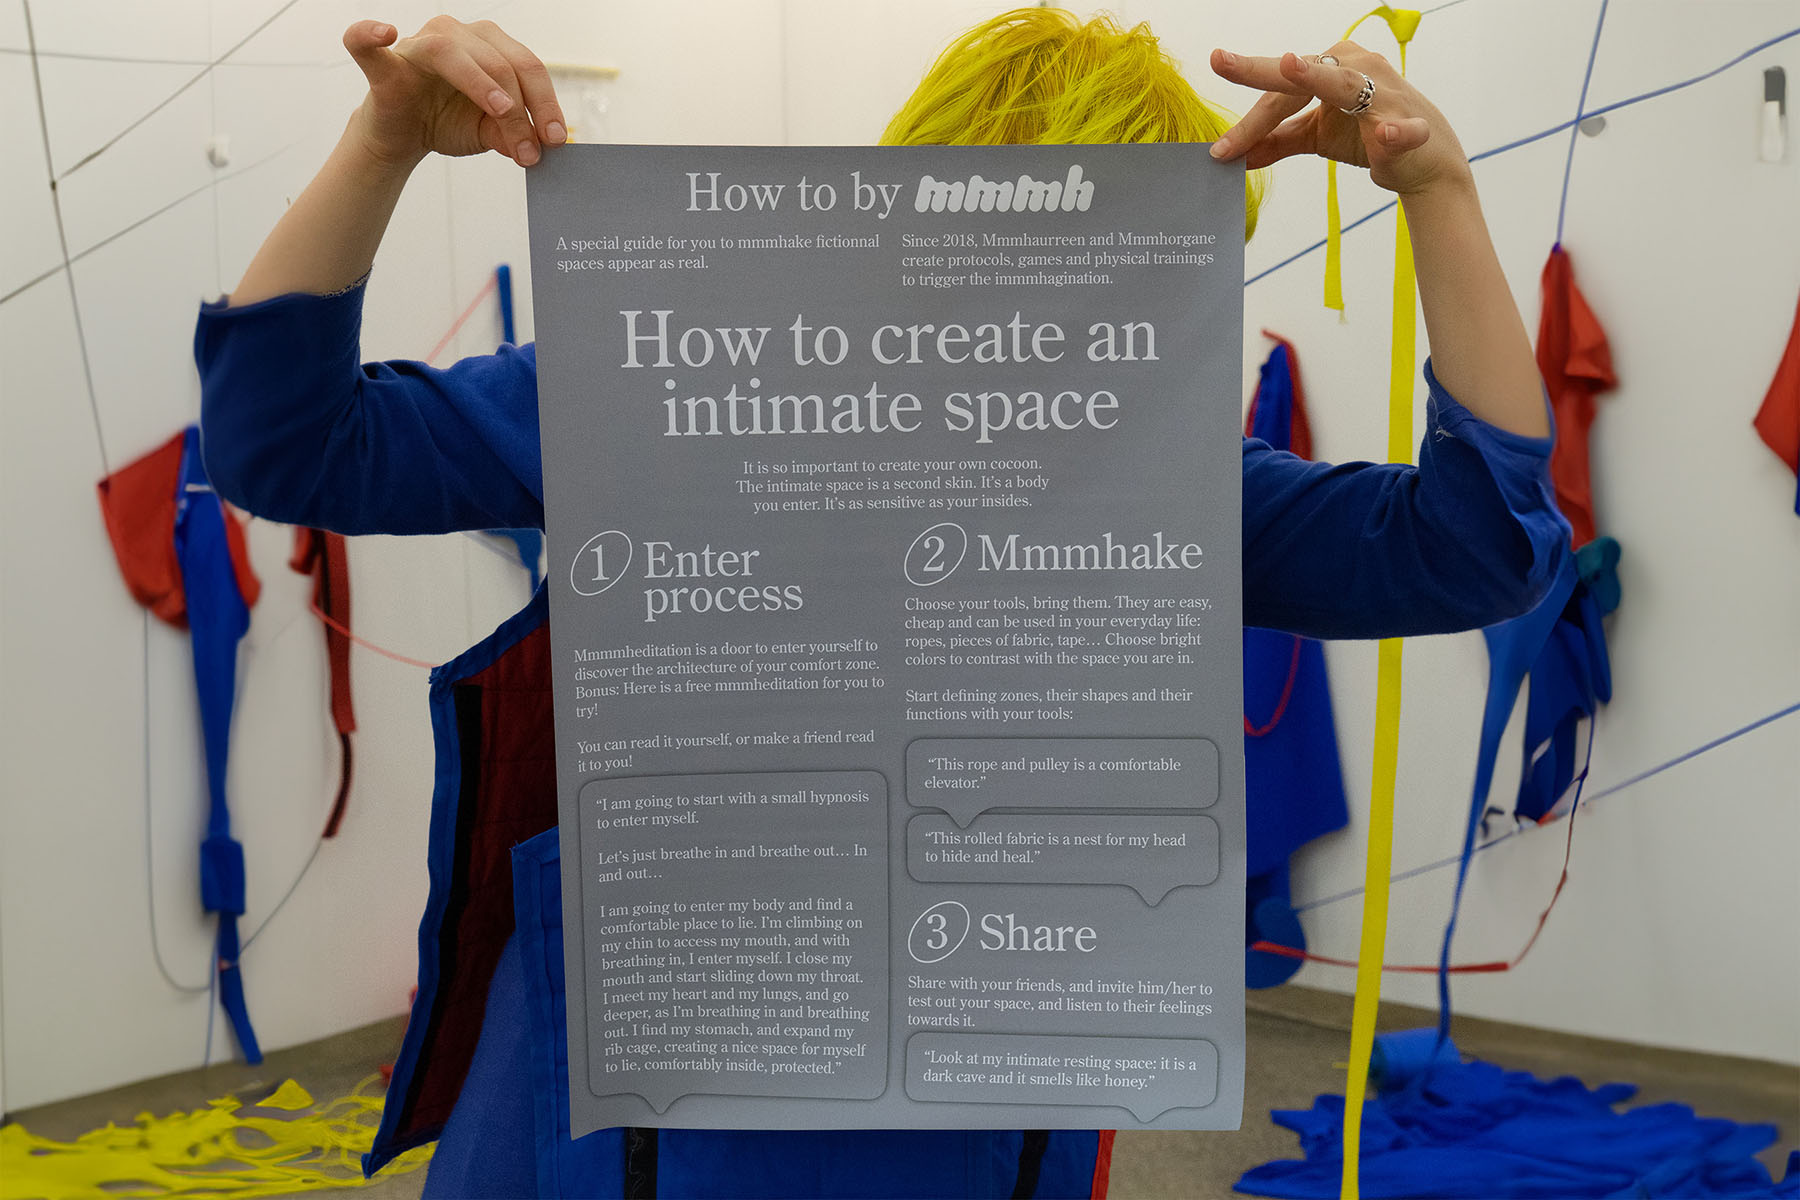 How to by mmmh
A special guide for you to mmmhake fictionnal
spaces appear as real.
Since 2018, Mmmhaurreen and Mmmhorgane
create protocols, games and physical trainings
to trigger the immmhagination.
How to create an
intimate space
It is so important to create your own cocoon.
The intimate space is a second skin. It's a body
you enter. It's as sensitive as your insides.
1 Enter
process
Mmmmheditation is a door to enter yourself to
discover the architecture of your comfort zone.
Bonus: Here is a free mmmheditation for you to
try!
You can read it yourself, or make a friend read
it to you!
“I am going to start with a small hypnosis
to enter myself.
Let's just breathe in and breathe out… In
and out…
I am going to enter my body and find a
comfortable place to lie. I'm climbing on
my chin to access my mouth, and with
breathing in, I enter myself. I close my
mouth and start sliding down my throat.
I meet my heart and my lungs, and go
deeper, as I'm breathing in and breathing
out. I find my stomach, and expand my
rib cage, creating a nice space for myself
to lie, comfortably inside, protected.”
2 Mmmhake
Choose your tools, bring them. They are easy,
cheap and can be used in your everyday life:
ropes, pieces of fabric, tape… Choose bright
colors to contrast with the space you are in.
Start defining zones, their shapes and their
functions with your tools:
“This rope and pulley is a comfortable
elevator.”
“This rolled fabric is a nest for my head
to hide and heal.”
3 Share
Share with your friends, and invite him/her to
test out your space, and listen to their feelings
towards it.
“Look at my intimate resting space: it is a
dark cave and it smells like honey.”